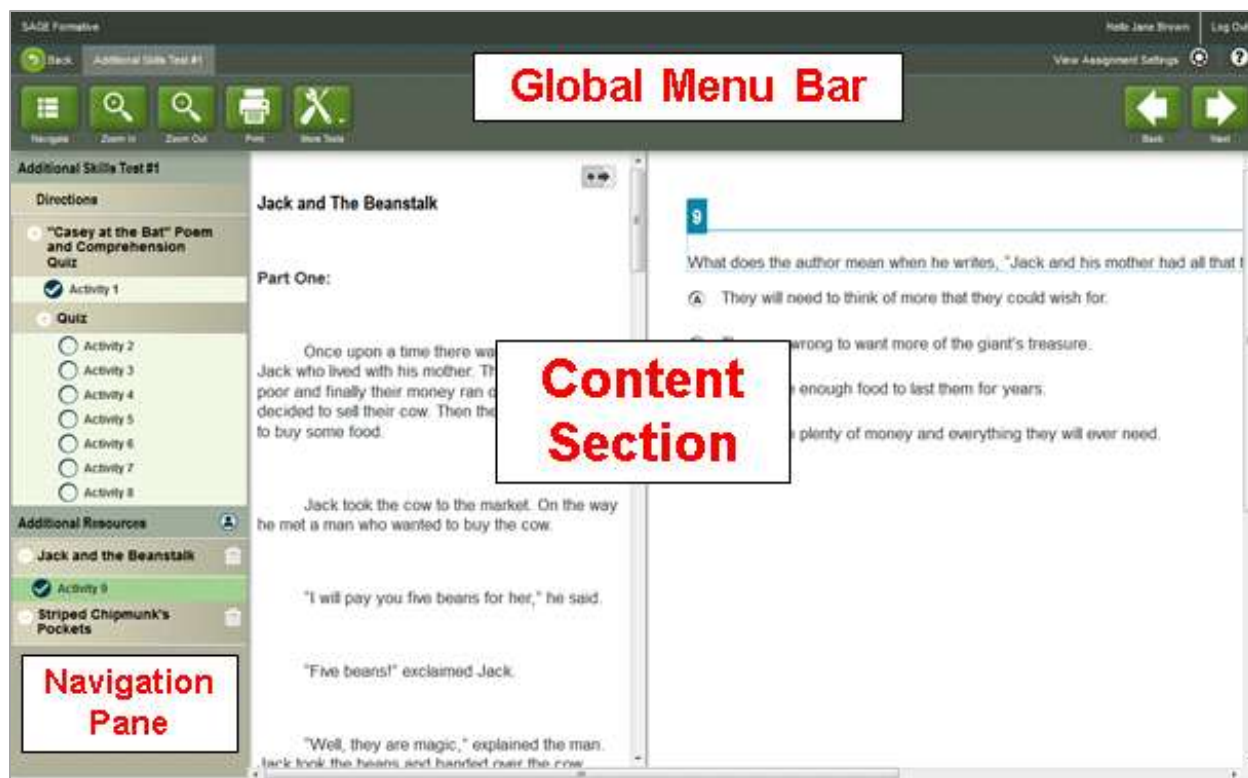 SAGE Formative
Hello Jane Brown
Log Out
Back
Additional Skills Test #1
View Assignment Settings
?
Global Menu Bar
Navigate
Zoom In
Zoom Out
Print
More Tools
Back
Next
Additional Skills Test #1
Directions
"Casey at the Bat" Poem
and Comprehension
Quiz
Activity 1
Quiz
Activity 2
Activity 3
Activity 4
Activity 5
Activity 6
Activity 7
Activity 8
Additional Resources
Jack and the Beanstalk
Activity 9
Striped Chipmunk's
Pockets
Navigation
Pane
Jack and The Beanstalk
Part One:
Once upon a time there
Jack who lived with his mother.
poor and finally their money ran
decided to sell their cow. Then
to buy some food.
Jack took the cow to the market. On the way
he met a man who wanted to buy the cow.
"I will pay you five beans for her," he said.
"Five beans!" exclaimed Jack.
"Well, they are magic," explained the man.
Jack took the beans and handed over the cow
Content
Section
9
What does the author mean when he writes, "Jack and his mother had all that
A They will need to think of more that they could wish for.
wrong to want more of the giant's treasure.
enough food to last them for years.
plenty of money and everything they will ever need.